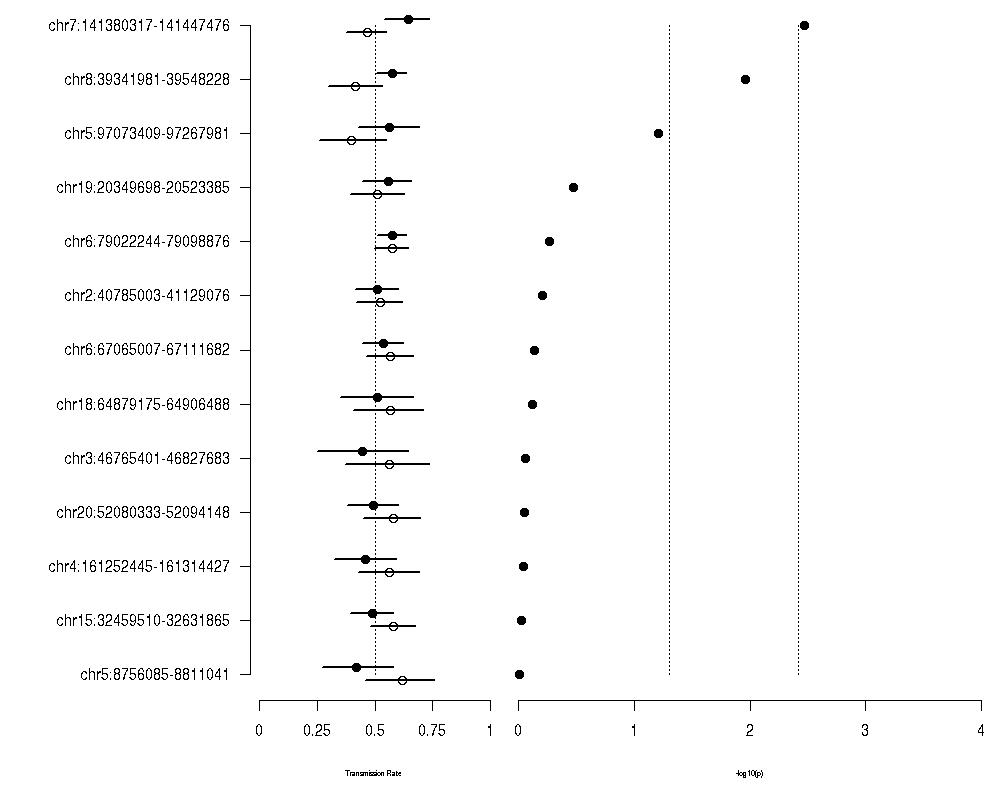 chr7:141380317-141447476
chr8:39341981-39548228
chr5:97073409-97267981
chr19:20349698-20523385
chr6:79022244-79098876
chr2:40785003-41129076
chr6:67065007-67111682
chr18:64879175-64906488
chr3:46765401-46827683
chr20:52080333-52094148
chr4:161252445-161314427
chr15:32459510-32631865
chr5:8756085-8811041
0 0.25 0.5 0.75 1 0 1 2 3 4
Transmission Rate -log10(p)